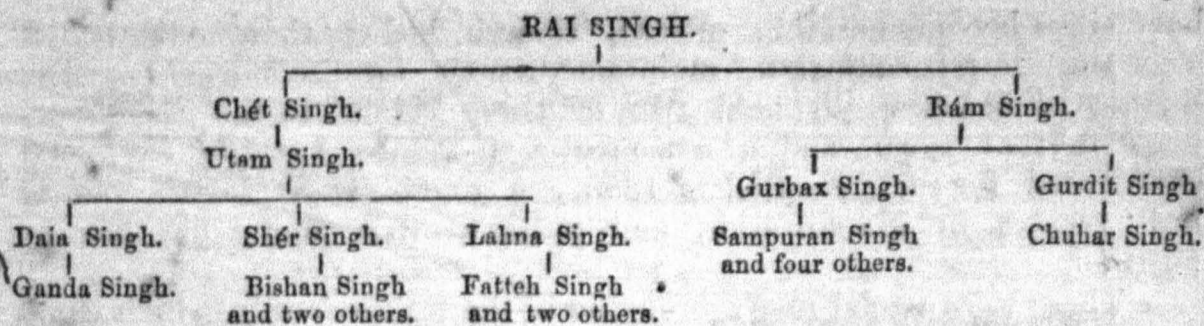 RAI SINGH.
Chét Singh. Rám Singh.
Utam Singh.
Gurbax Singh. Gurdit Singh
Daia Singh. Shér Singh. Lahna Singh. Sampuran Singh and four others. Chuhar Singh.
Ganda Singh. Bishan Singh and two others. Fatteh Singh and two others.